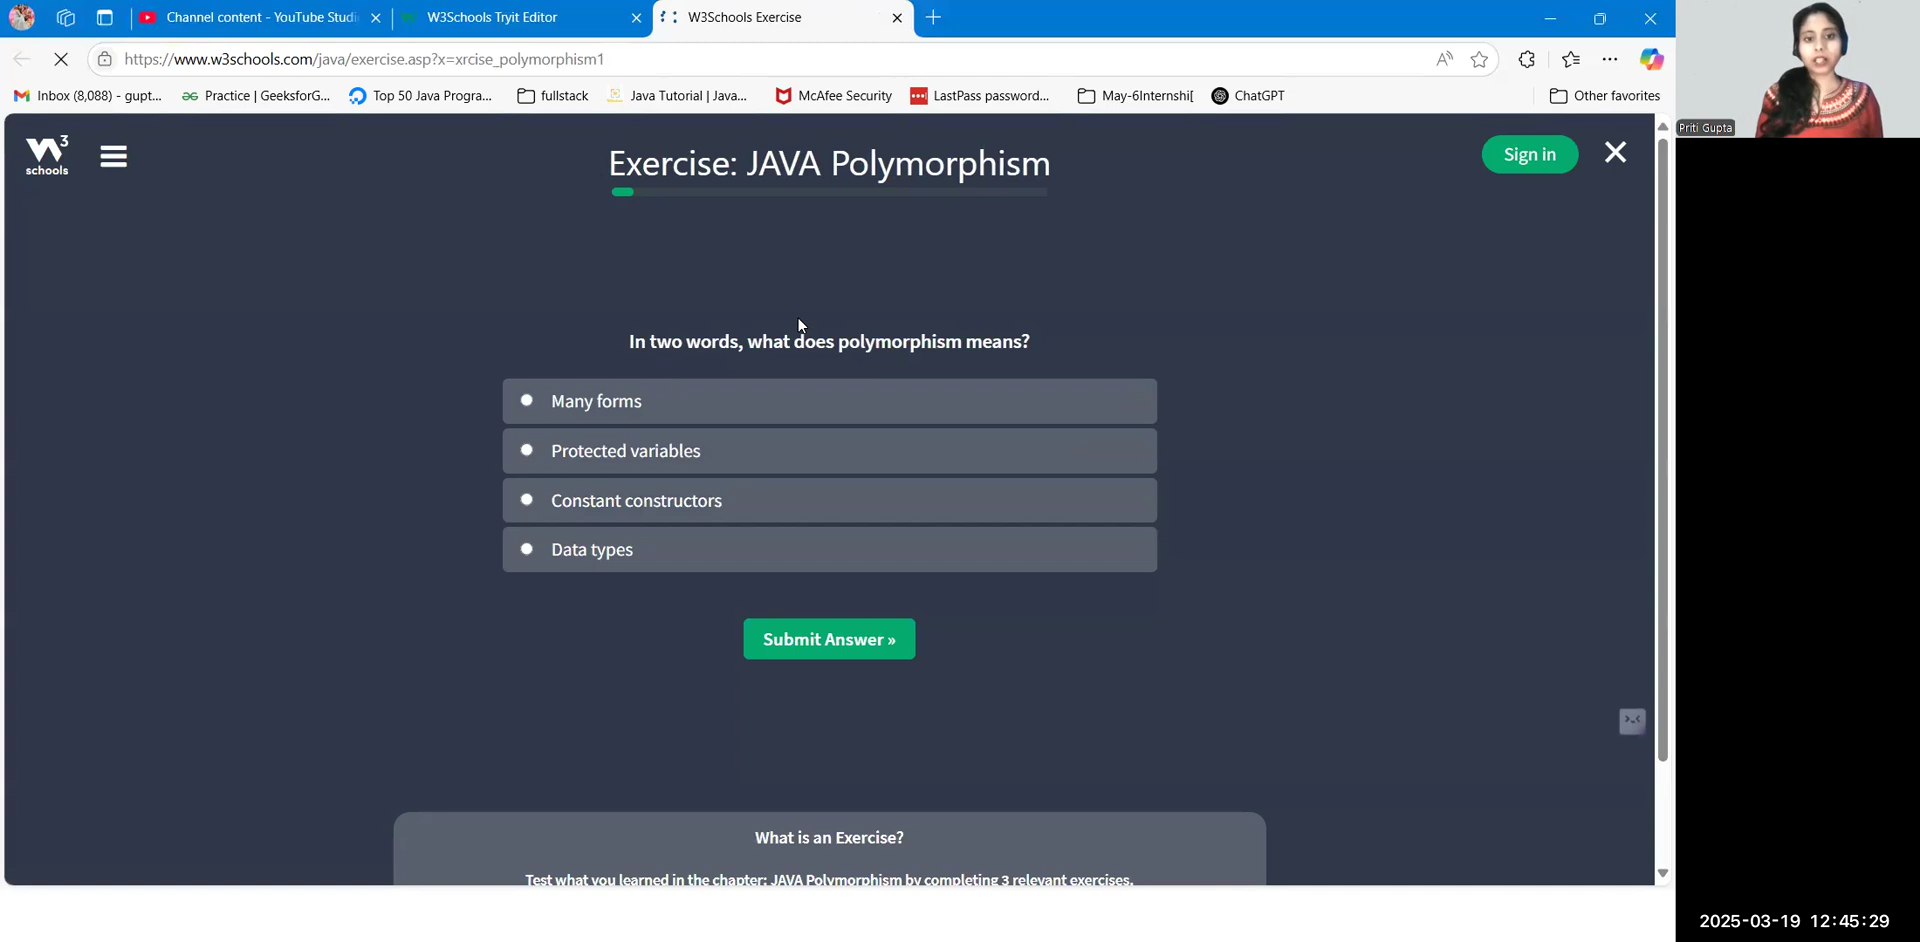 Channel content - YouTube Studi
W3Schools Tryit Editor
W3Schools Exercise
https://www.w3schools.com/java/exercise.asp?x=xrcise_polymorphism1
Inbox (8,088) - gupt...
Practice | GeeksforG...
Top 50 Java Progra...
fullstack
Java Tutorial | Java...
McAfee Security
LastPass password...
May-6Internshi[
ChatGPT
Other favorites
Priti Gupta
3
schools
Exercise: JAVA Polymorphism
Sign in
In two words, what does polymorphism means?
Many forms
Protected variables
Constant constructors
Data types
Submit Answer »
What is an Exercise?
Test what you learned in the chapter: JAVA Polymorphism by completing 3 relevant exercises.
2025-03-19 12:45:29